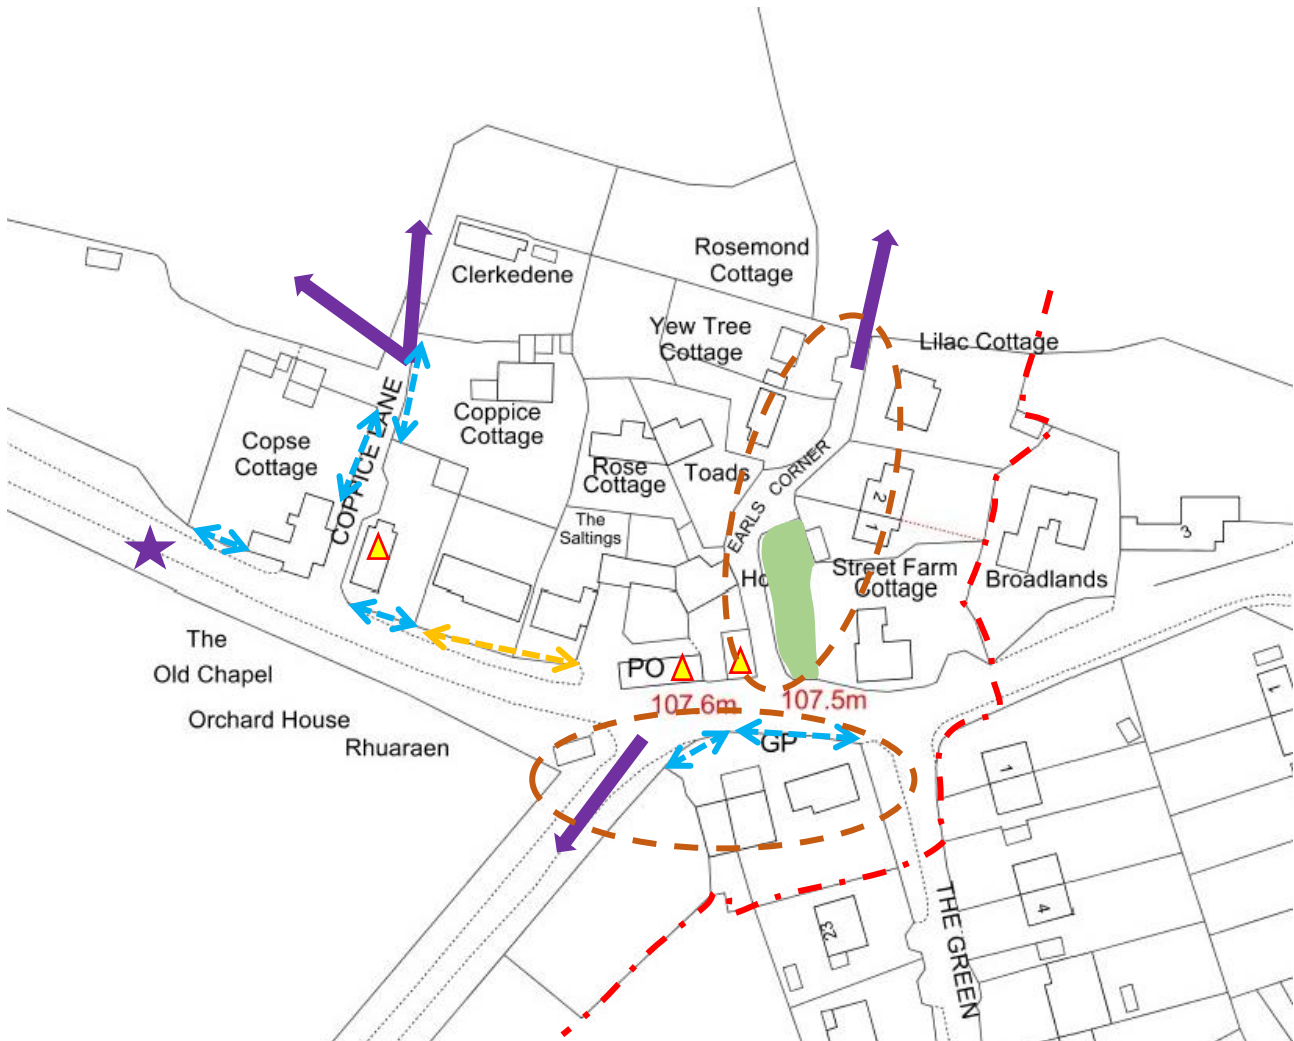 Rosemond
Cottage
Clerkedene
Yew Tree
Cottage
Lilac Cottage
COPPICE LANE
Coppice
Cottage
Copse
Cottage
Rose
Cottage
Toads
EARLS CORNER
The
Saltings
2
1
3
Ho
Street Farm
Cottage
Broadlands
The
Old Chapel
PO
107.6m
107.5m
Orchard House
Rhuaraen
GP
1
1
4
23
THE GREEN